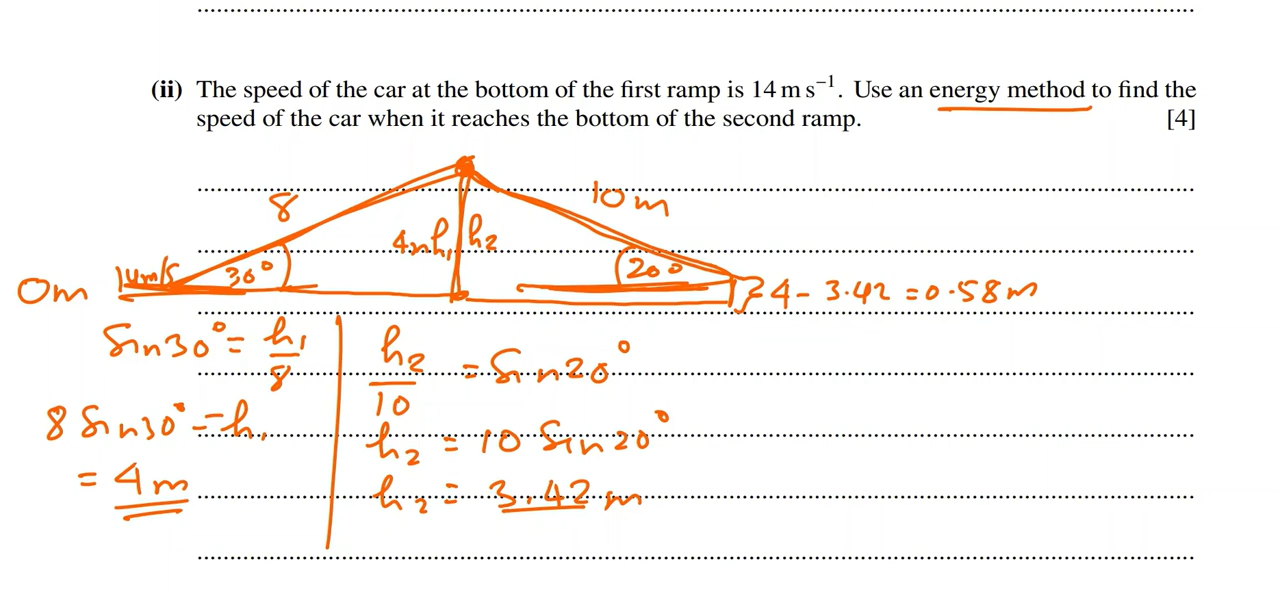 (ii) The speed of the car at the bottom of the first ramp is 14 m s⁻¹. Use an energy method to find the
speed of the car when it reaches the bottom of the second ramp. [4]
8
10m
h₂
30°
20°
0m
14m/s
4 - 3.42 = 0.58m
Sin30° = h₁/8
8 Sin30° = h₁
= 4m
h₂/10 = Sin20°
h₂ = 10 Sin20°
h₂ = 3.42 m